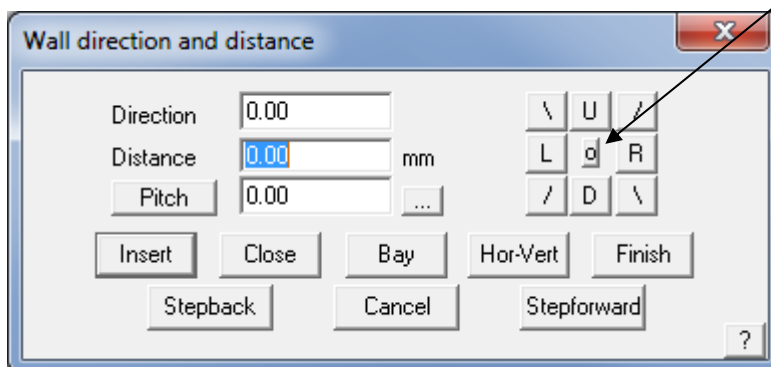 Wall direction and distance X
Direction 0.00 \ U /
Distance 0.00 mm L o R
Pitch 0.00 ... / D \
Insert Close Bay Hor-Vert Finish
Stepback Cancel Stepforward
?